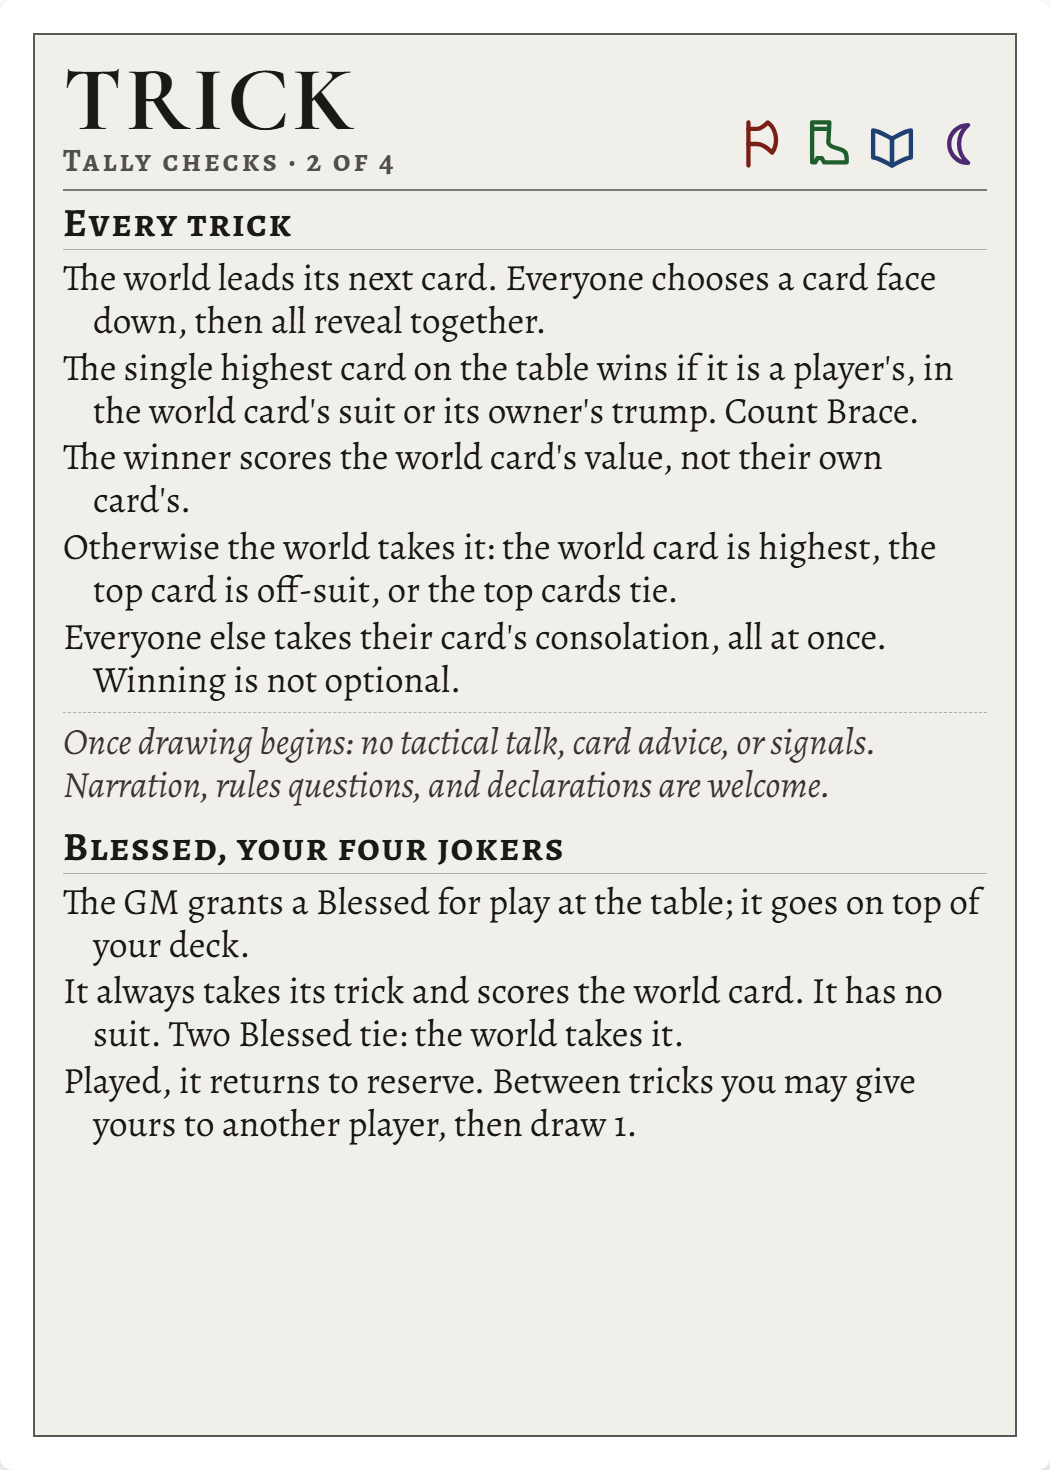 TRICK
TALLY CHECKS · 2 OF 4
EVERY TRICK
The world leads its next card. Everyone chooses a card face
down, then all reveal together.
The single highest card on the table wins if it is a player's, in
the world card's suit or its owner's trump. Count Brace.
The winner scores the world card's value, not their own
card's.
Otherwise the world takes it: the world card is highest, the
top card is off-suit, or the top cards tie.
Everyone else takes their card's consolation, all at once.
Winning is not optional.
Once drawing begins: no tactical talk, card advice, or signals.
Narration, rules questions, and declarations are welcome.
BLESSED, YOUR FOUR JOKERS
The GM grants a Blessed for play at the table; it goes on top of
your deck.
It always takes its trick and scores the world card. It has no
suit. Two Blessed tie: the world takes it.
Played, it returns to reserve. Between tricks you may give
yours to another player, then draw 1.